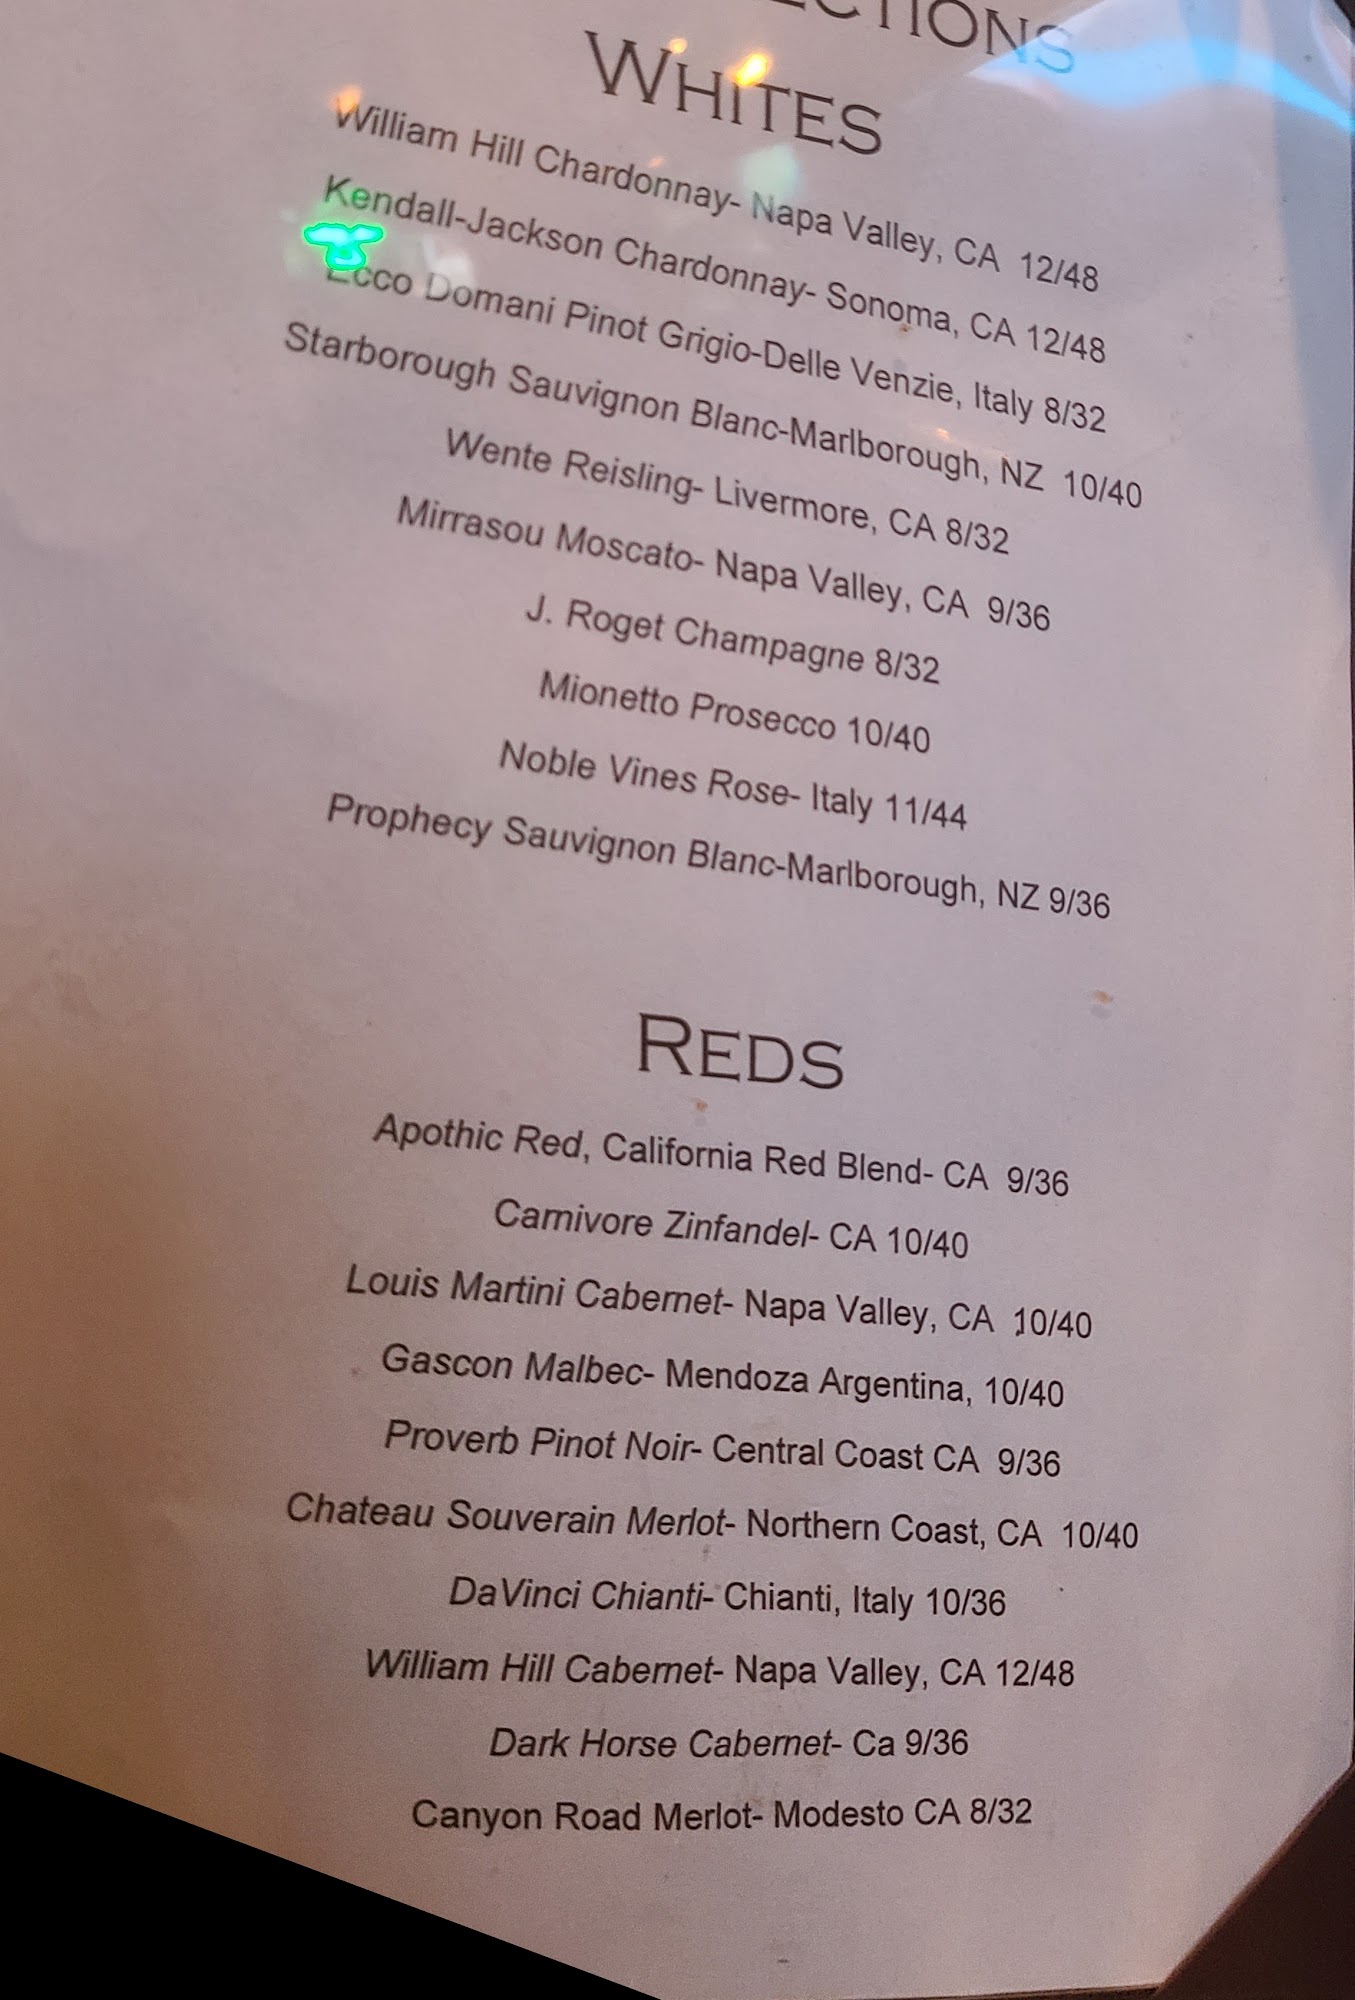 WHITES
William Hill Chardonnay- Napa Valley, CA 12/48
Kendall-Jackson Chardonnay- Sonoma, CA 12/48
Ecco Domani Pinot Grigio-Delle Venzie, Italy 8/32
Starborough Sauvignon Blanc-Marlborough, NZ 10/40
Wente Reisling- Livermore, CA 8/32
Mirrasou Moscato- Napa Valley, CA 9/36
J. Roget Champagne 8/32
Mionetto Prosecco 10/40
Noble Vines Rose- Italy 11/44
Prophecy Sauvignon Blanc-Marlborough, NZ 9/36
REDS
Apothic Red, California Red Blend- CA 9/36
Carnivore Zinfandel- CA 10/40
Louis Martini Cabernet- Napa Valley, CA 10/40
Gascon Malbec- Mendoza Argentina, 10/40
Proverb Pinot Noir- Central Coast CA 9/36
Chateau Souverain Merlot- Northern Coast, CA 10/40
DaVinci Chianti- Chianti, Italy 10/36
William Hill Cabernet- Napa Valley, CA 12/48
Dark Horse Cabernet- Ca 9/36
Canyon Road Merlot- Modesto CA 8/32